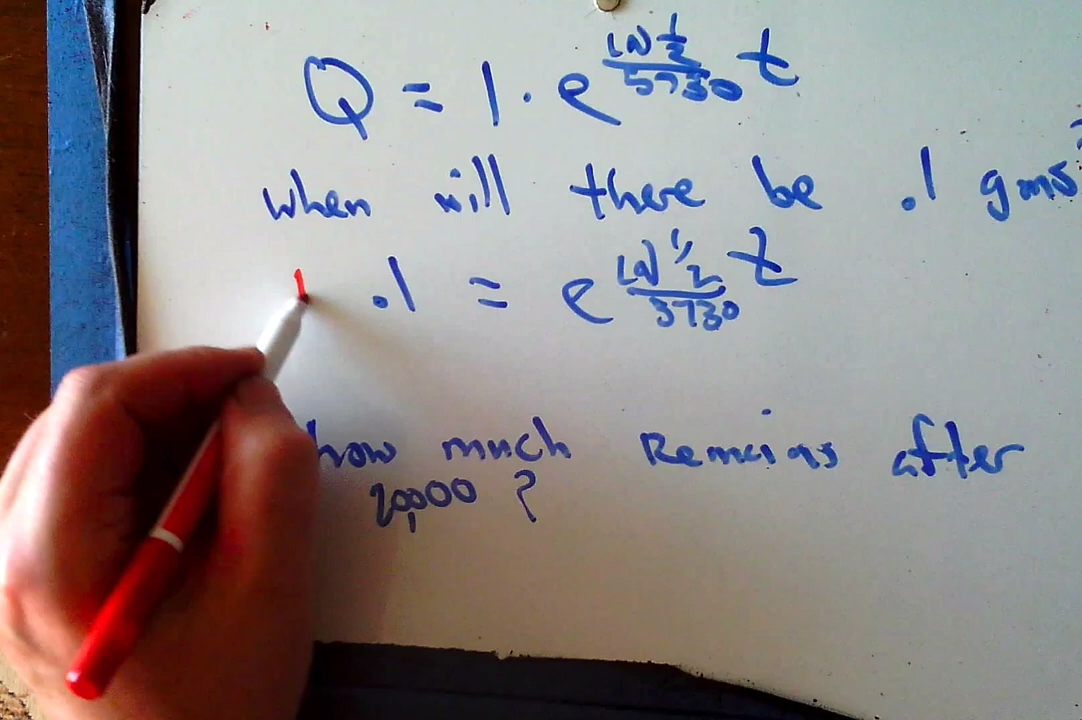 Q = 1 · e^((ln 1/2)/5730) t
when will there be .1 gms?
.1 = e^((ln 1/2)/5730) t
how much Remains after
20,000 ?